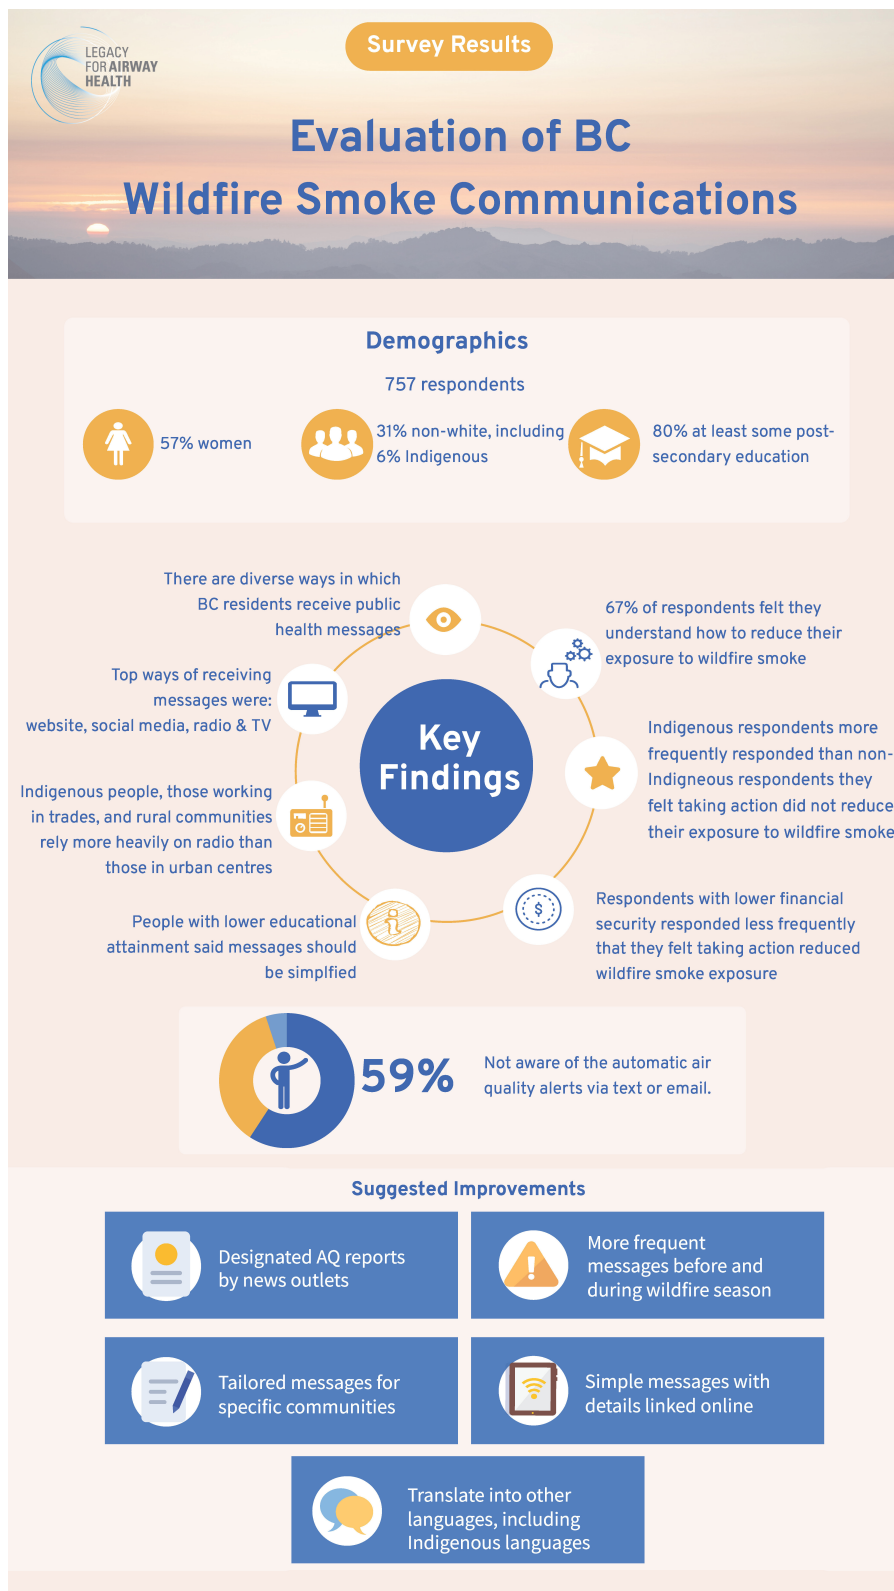 LEGACY
FOR AIRWAY
HEALTH
Survey Results
Evaluation of BC
Wildfire Smoke Communications
Demographics
757 respondents
57% women
31% non-white, including
6% Indigenous
80% at least some post-
secondary education
There are diverse ways in which
BC residents receive public
health messages
67% of respondents felt they
understand how to reduce their
exposure to wildfire smoke
Top ways of receiving
messages were:
website, social media, radio & TV
Key
Findings
Indigenous respondents more
frequently responded than non-
Indigneous respondents they
felt taking action did not reduce
their exposure to wildfire smoke
Indigenous people, those working
in trades, and rural communities
rely more heavily on radio than
those in urban centres
Respondents with lower financial
security responded less frequently
that they felt taking action reduced
wildfire smoke exposure
$
People with lower educational
attainment said messages should
be simplfied
i
59%
Not aware of the automatic air
quality alerts via text or email.
Suggested Improvements
Designated AQ reports
by news outlets
More frequent
messages before and
during wildfire season
Tailored messages for
specific communities
Simple messages with
details linked online
Translate into other
languages, including
Indigenous languages